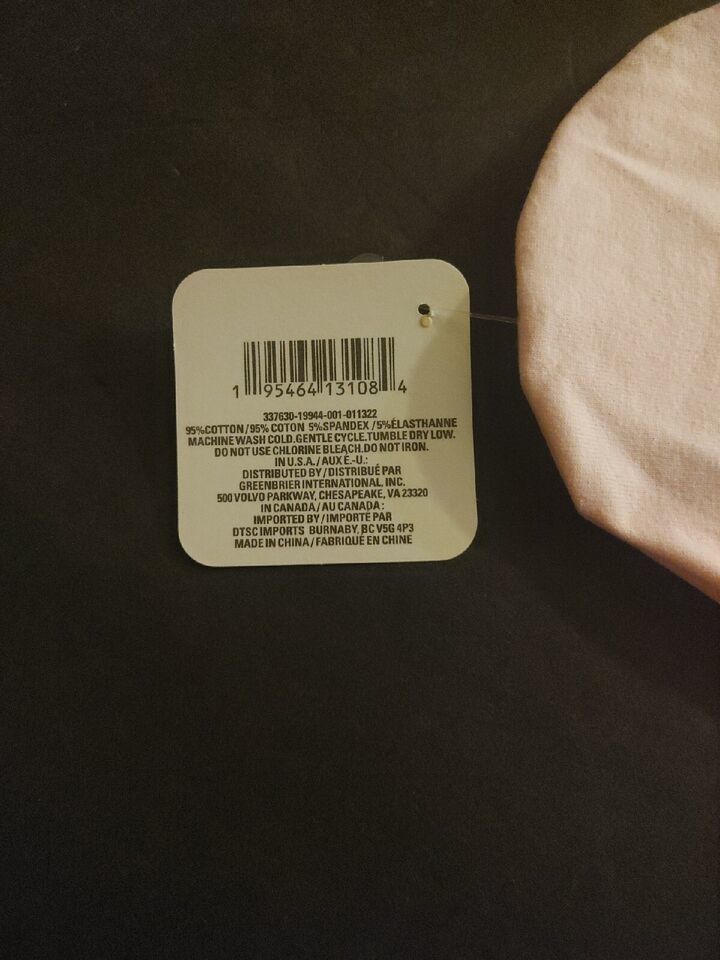 1 95464 13108 4
337630-19944-001-011322
95%COTTON/95% COTON 5%SPANDEX/5%ÉLASTHANNE
MACHINE WASH COLD.GENTLE CYCLE.TUMBLE DRY LOW.
DO NOT USE CHLORINE BLEACH.DO NOT IRON.
IN U.S.A./AUX É.-U.:
DISTRIBUTED BY/DISTRIBUÉ PAR
GREENBRIER INTERNATIONAL, INC.
500 VOLVO PARKWAY, CHESAPEAKE, VA 23320
IN CANADA/AU CANADA:
IMPORTED BY/IMPORTÉ PAR
DTSC IMPORTS BURNABY, BC V5G 4P3
MADE IN CHINA/FABRIQUÉ EN CHINE